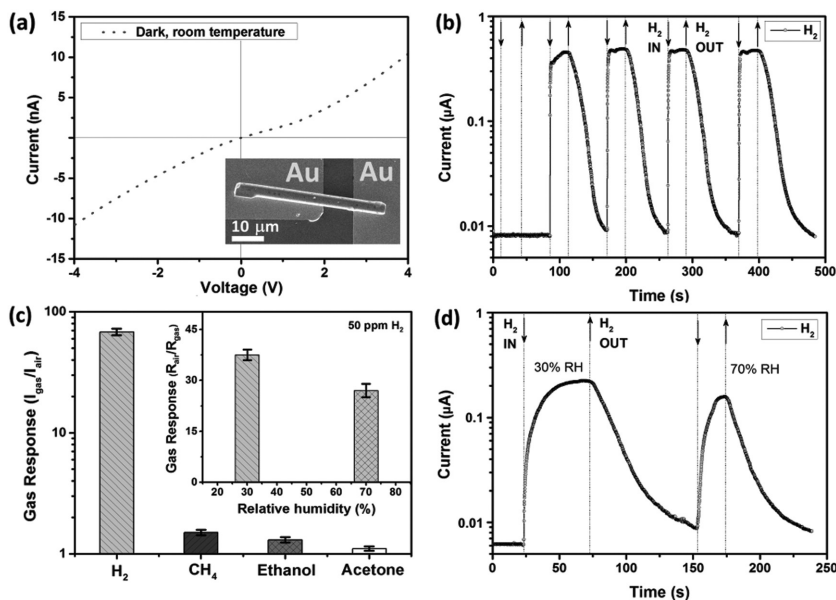 (a)
Dark, room temperature
Current (nA)
15
10
5
0
-5
-10
-15
-4
-2
0
2
4
Voltage (V)
Au
Au
10 μm
(b)
H2
IN
H2
OUT
H2
Current (μA)
1
0.1
0.01
0
100
200
300
400
500
Time (s)
(c)
Gas Response (Igas/Iair)
100
10
1
H2
CH4
Ethanol
Acetone
50 ppm H2
Gas Response (Rair/Rgas)
45
36
27
18
20
30
40
50
60
70
80
Relative humidity (%)
(d)
H2
IN
H2
OUT
H2
30% RH
70% RH
Current (μA)
1
0.1
0.01
0
50
100
150
200
250
Time (s)